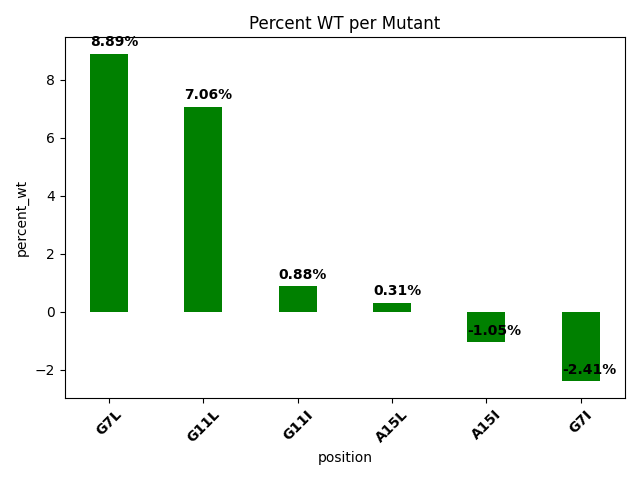 Percent WT per Mutant
8.89%
7.06%
0.88%
0.31%
-1.05%
-2.41%
8
6
4
2
0
−2
percent_wt
G7L
G11L
G11I
A15L
A15I
G7I
position